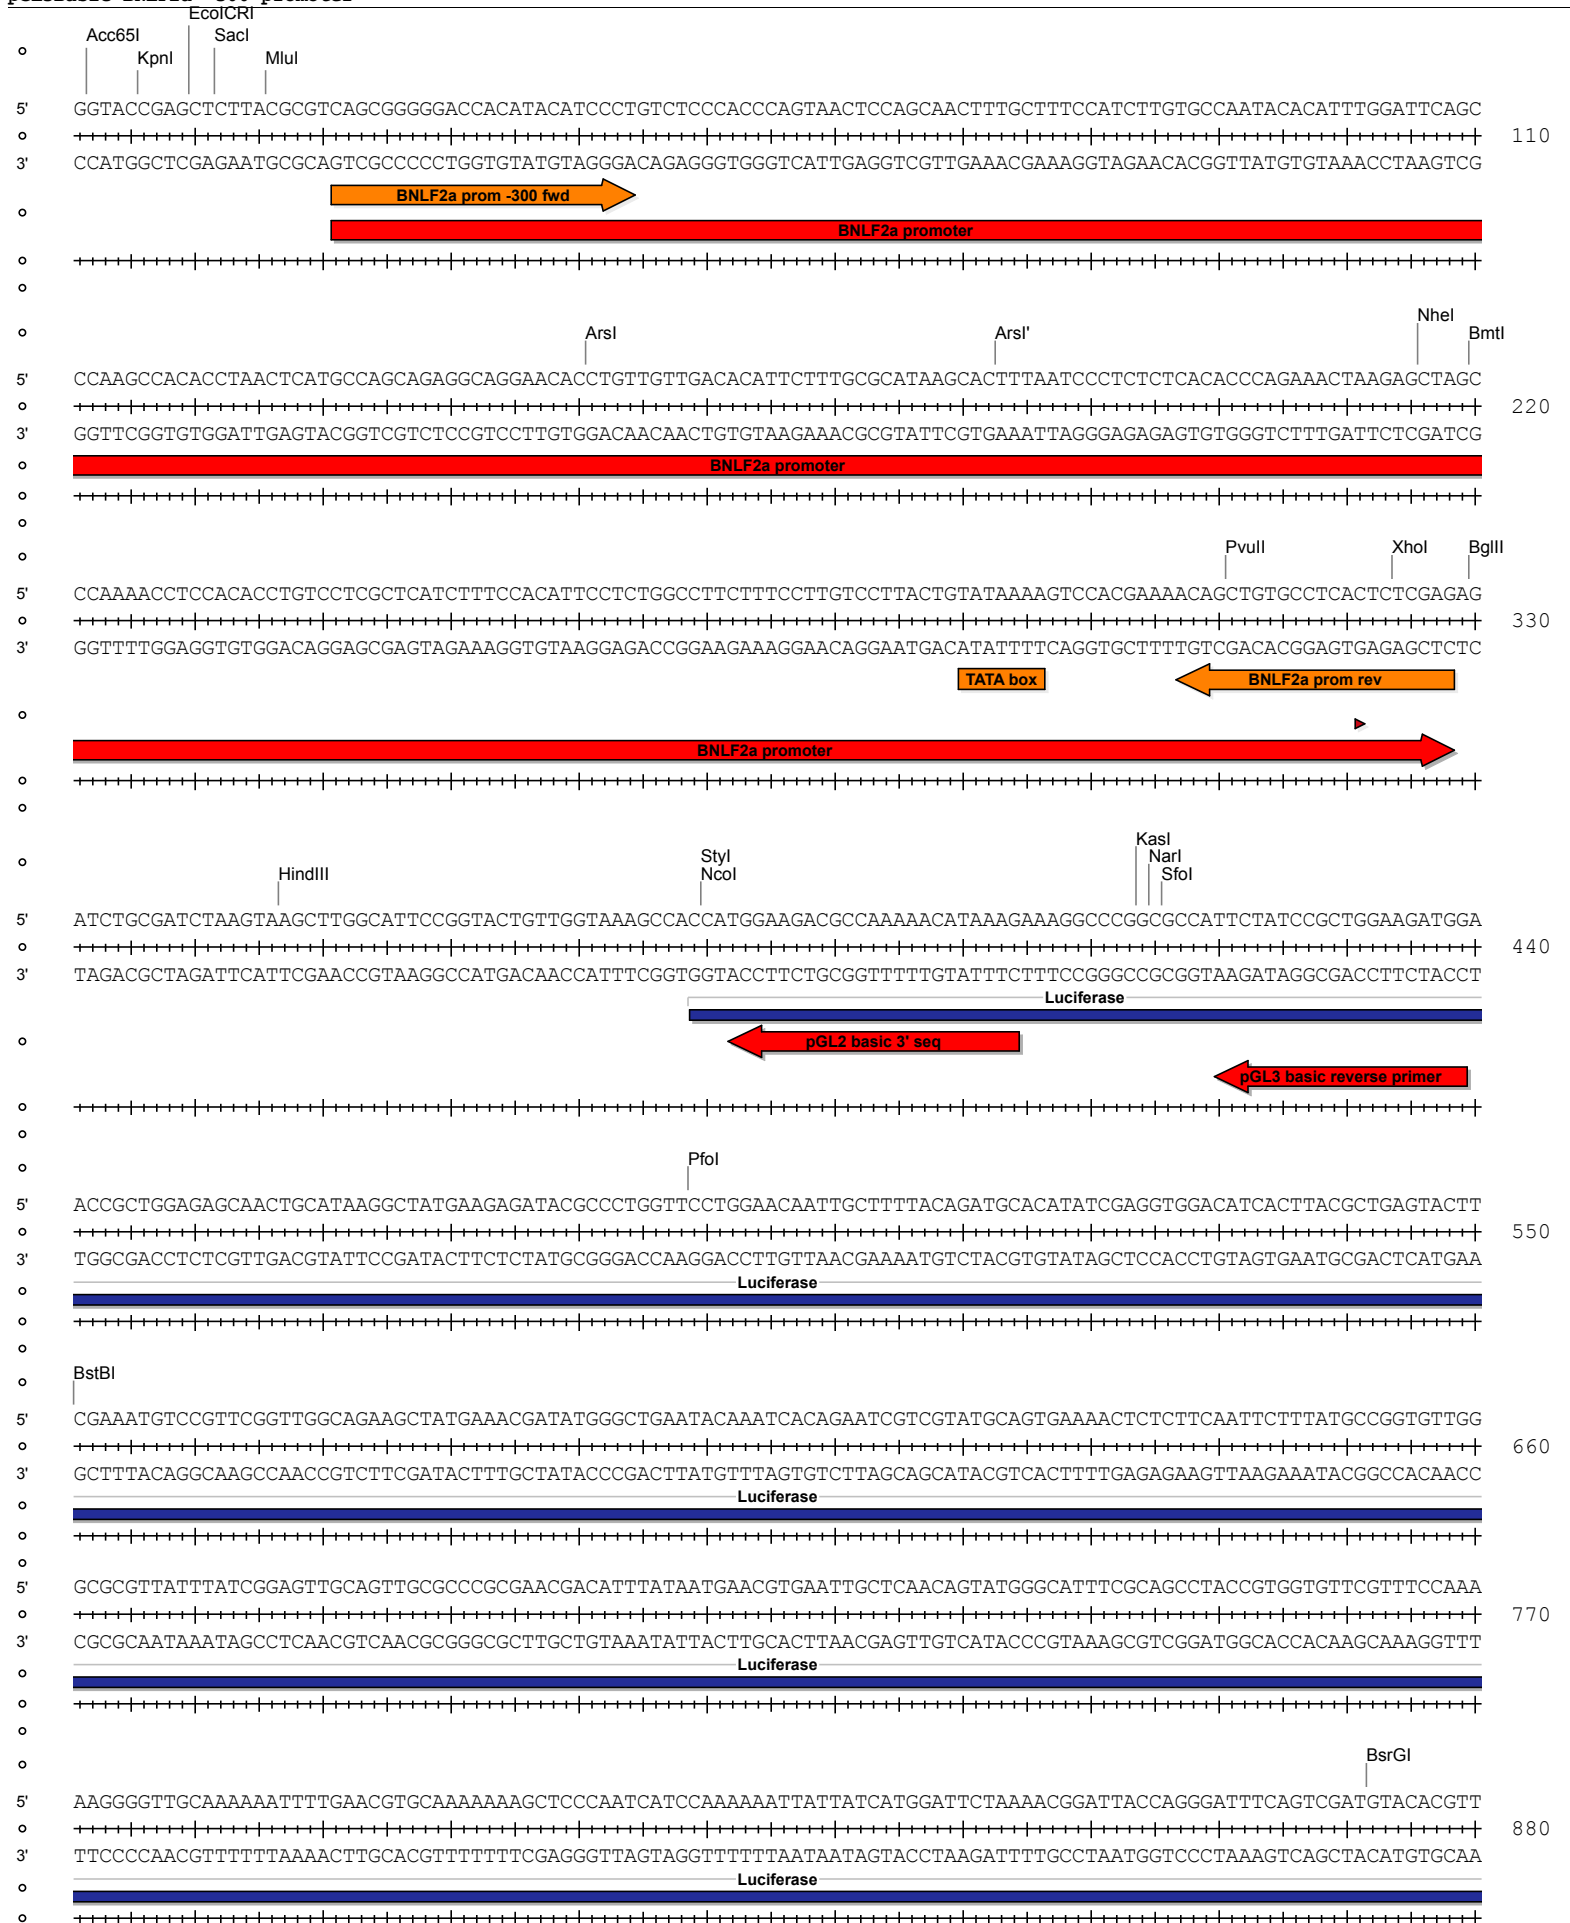 EcoICRI
Acc65I SacI
KpnI MluI
5' GGTACCGAGCTCTTACGCGTCAGCGGGGGACCACATACATCCCTGTCTCCCACCCAGTAACTCCAGCAACTTTGCTTTCCATCTTGTGCCAATACACATTTGGATTCAGC
110
3' CCATGGCTCGAGAATGCGCAGTCGCCCCCTGGTGTATGTAGGGACAGAGGGTGGGTCATTGAGGTCGTTGAAACGAAAGGTAGAACACGGTTATGTGTAAACCTAAGTCG
BNLF2a prom -300 fwd
BNLF2a promoter
NheI
ArsI ArsI' BmtI
5' CCAAGCCACACCTAACTCATGCCAGCAGAGGCAGGAACACCTGTTGTTGACACATTCTTTGCGCATAAGCACTTTAATCCCTCTCTCACACCCAGAAACTAAGAGCTAGC
220
3' GGTTCGGTGTGGATTGAGTACGGTCGTCTCCGTCCTTGTGGACAACAACTGTGTAAGAAACGCGTATTCGTGAAATTAGGGAGAGAGTGTGGGTCTTTGATTCTCGATCG
BNLF2a promoter
PvuII XhoI BglII
5' CCAAAACCTCCACACCTGTCCTCGCTCATCTTTCCACATTCCTCTGGCCTTCTTTCCTTGTCCTTACTGTATAAAAGTCCACGAAAACAGCTGTGCCTCACTCTCGAGAG
330
3' GGTTTTGGAGGTGTGGACAGGAGCGAGTAGAAAGGTGTAAGGAGACCGGAAGAAAGGAACAGGAATGACATATTTTCAGGTGCTTTTGTCGACACGGAGTGAGAGCTCTC
TATA box BNLF2a prom rev
BNLF2a promoter
KasI
StyI NarI
HindIII NcoI SfoI
5' ATCTGCGATCTAAGTAAGCTTGGCATTCCGGTACTGTTGGTAAAGCCACCATGGAAGACGCCAAAAACATAAAGAAAGGCCCGGCGCCATTCTATCCGCTGGAAGATGGA
440
3' TAGACGCTAGATTCATTCGAACCGTAAGGCCATGACAACCATTTCGGTGGTACCTTCTGCGGTTTTTGTATTTCTTTCCGGGCCGCGGTAAGATAGGCGACCTTCTACCT
Luciferase
pGL2 basic 3' seq
pGL3 basic reverse primer
PfoI
5' ACCGCTGGAGAGCAACTGCATAAGGCTATGAAGAGATACGCCCTGGTTCCTGGAACAATTGCTTTTACAGATGCACATATCGAGGTGGACATCACTTACGCTGAGTACTT
550
3' TGGCGACCTCTCGTTGACGTATTCCGATACTTCTCTATGCGGGACCAAGGACCTTGTTAACGAAAATGTCTACGTGTATAGCTCCACCTGTAGTGAATGCGACTCATGAA
Luciferase
BstBI
5' CGAAATGTCCGTTCGGTTGGCAGAAGCTATGAAACGATATGGGCTGAATACAAATCACAGAATCGTCGTATGCAGTGAAAACTCTCTTCAATTCTTTATGCCGGTGTTGG
660
3' GCTTTACAGGCAAGCCAACCGTCTTCGATACTTTGCTATACCCGACTTATGTTTAGTGTCTTAGCAGCATACGTCACTTTTGAGAGAAGTTAAGAAATACGGCCACAACC
Luciferase
5' GCGCGTTATTTATCGGAGTTGCAGTTGCGCCCGCGAACGACATTTATAATGAACGTGAATTGCTCAACAGTATGGGCATTTCGCAGCCTACCGTGGTGTTCGTTTCCAAA
770
3' CGCGCAATAAATAGCCTCAACGTCAACGCGGGCGCTTGCTGTAAATATTACTTGCACTTAACGAGTTGTCATACCCGTAAAGCGTCGGATGGCACCACAAGCAAAGGTTT
Luciferase
BsrGI
5' AAGGGGTTGCAAAAAATTTTGAACGTGCAAAAAAAGCTCCCAATCATCCAAAAAATTATTATCATGGATTCTAAAACGGATTACCAGGGATTTCAGTCGATGTACACGTT
880
3' TTCCCCAACGTTTTTTAAAACTTGCACGTTTTTTTCGAGGGTTAGTAGGTTTTTTAATAATAGTACCTAAGATTTTGCCTAATGGTCCCTAAAGTCAGCTACATGTGCAA
Luciferase